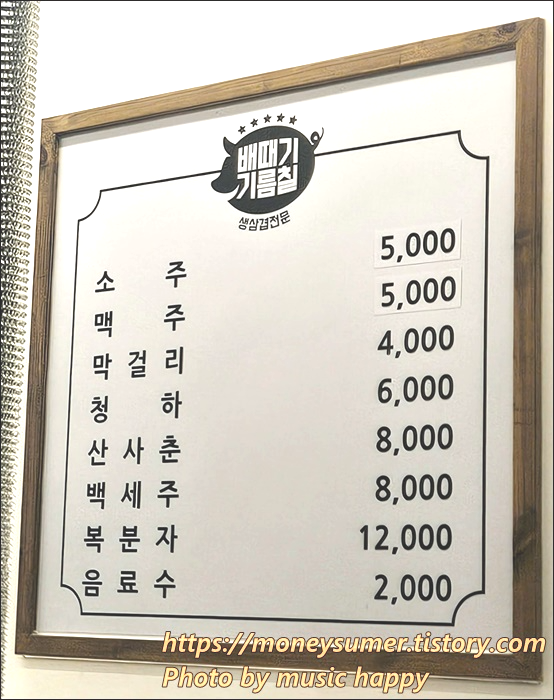 배때기
기름칠
생삼겹전문
소주 5,000
맥주 5,000
막걸리 4,000
청하 6,000
산사춘 8,000
백세주 8,000
복분자 12,000
음료수 2,000
https://moneysumer.tistory.com
Photo by music happy